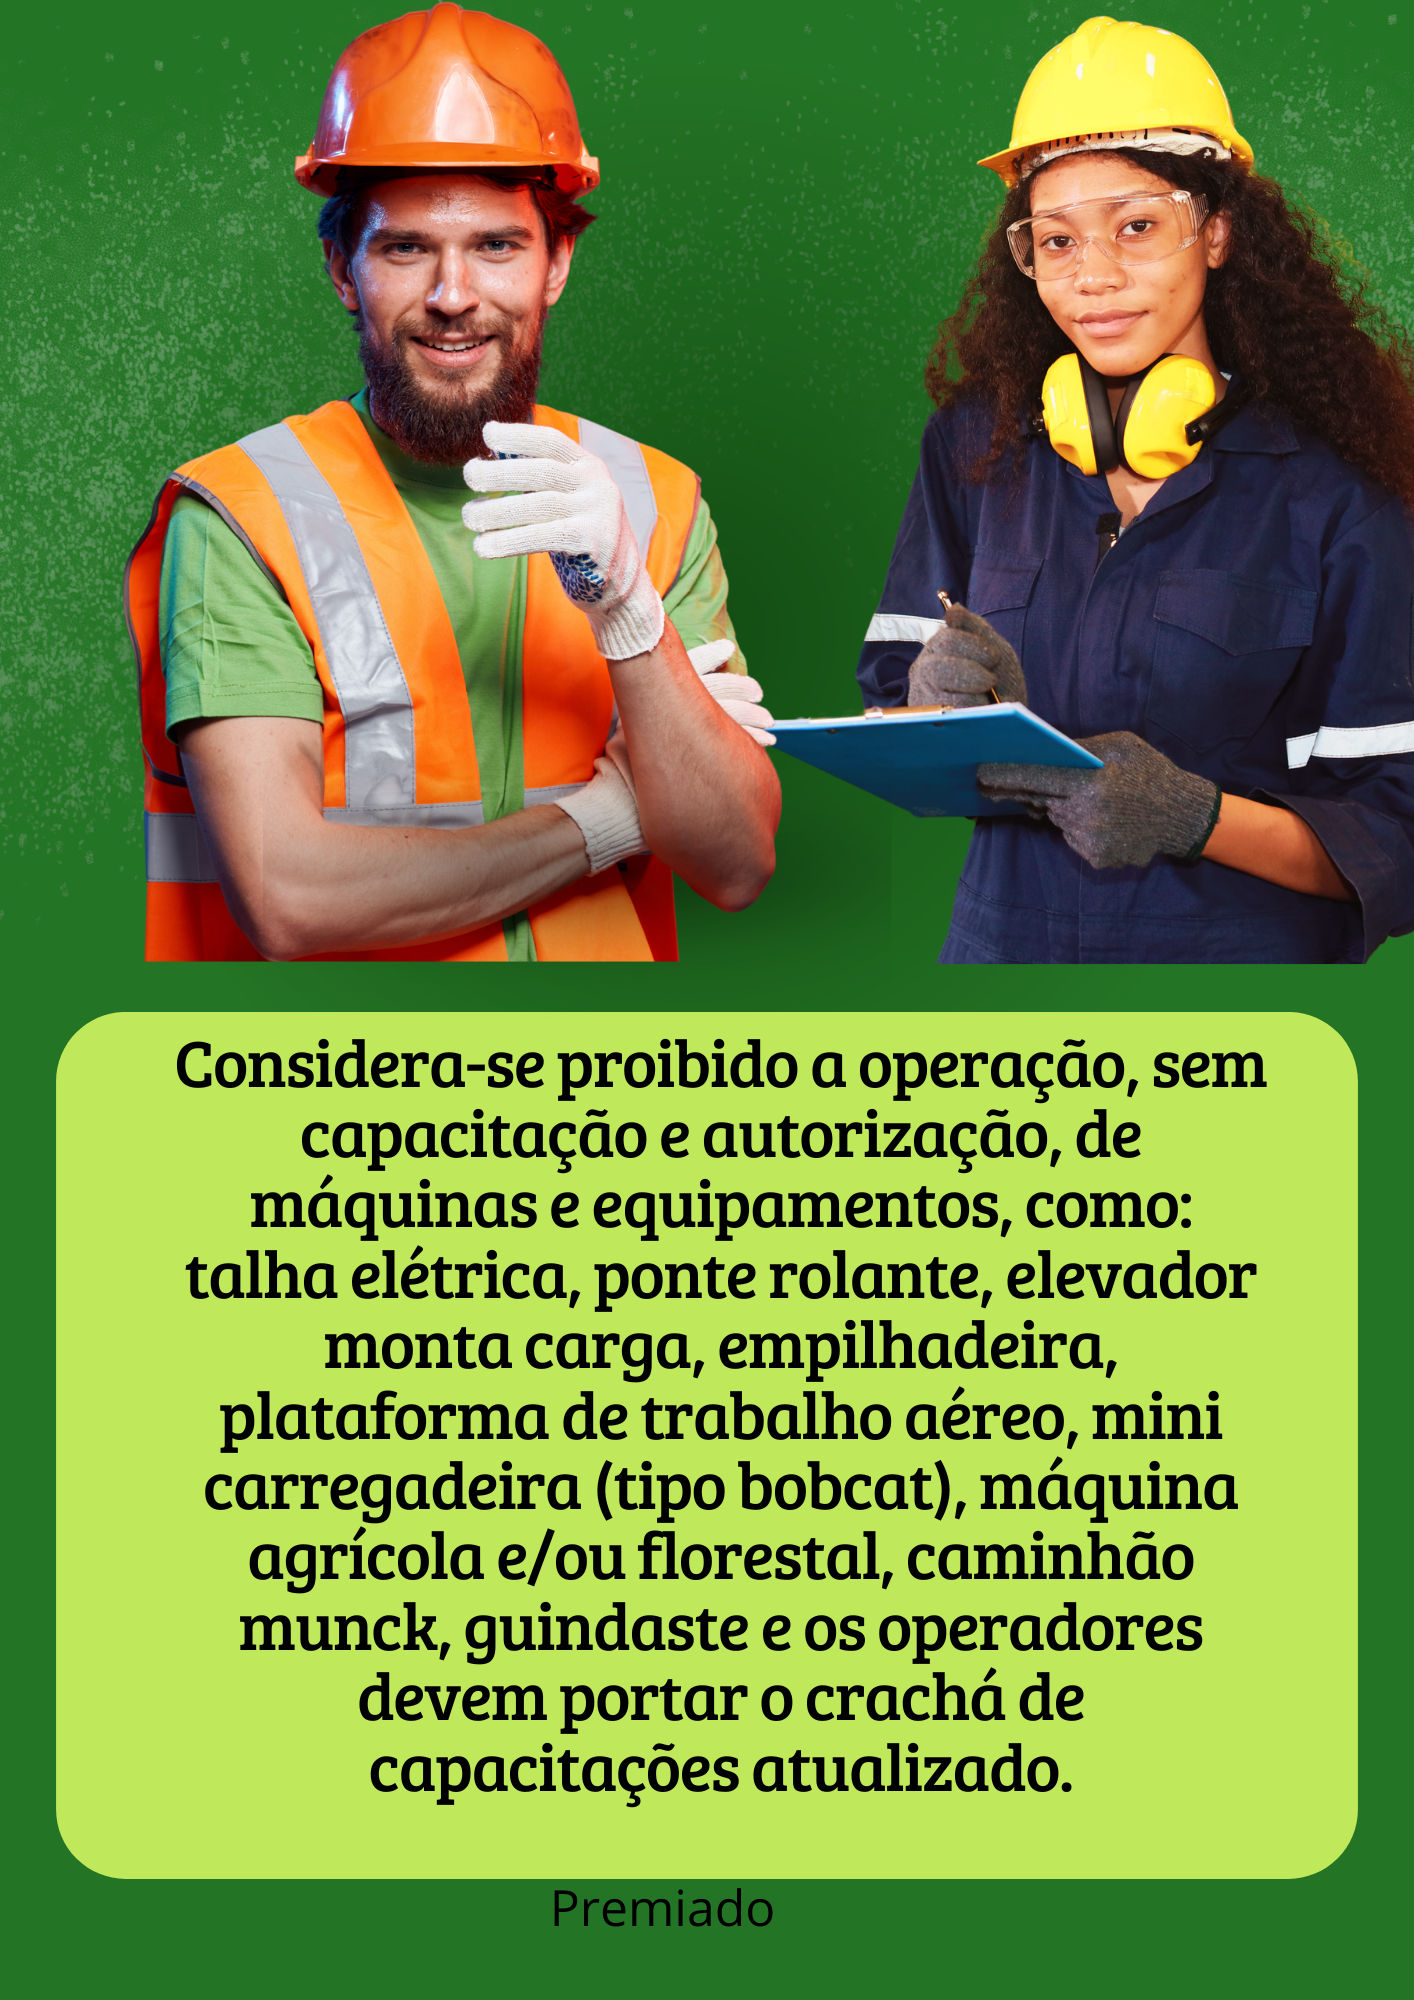 Considera-se proibido a operação, sem
capacitação e autorização, de
máquinas e equipamentos, como:
talha elétrica, ponte rolante, elevador
monta carga, empilhadeira,
plataforma de trabalho aéreo, mini
carregadeira (tipo bobcat), máquina
agrícola e/ou florestal, caminhão
munck, guindaste e os operadores
devem portar o crachá de
capacitações atualizado.
Premiado